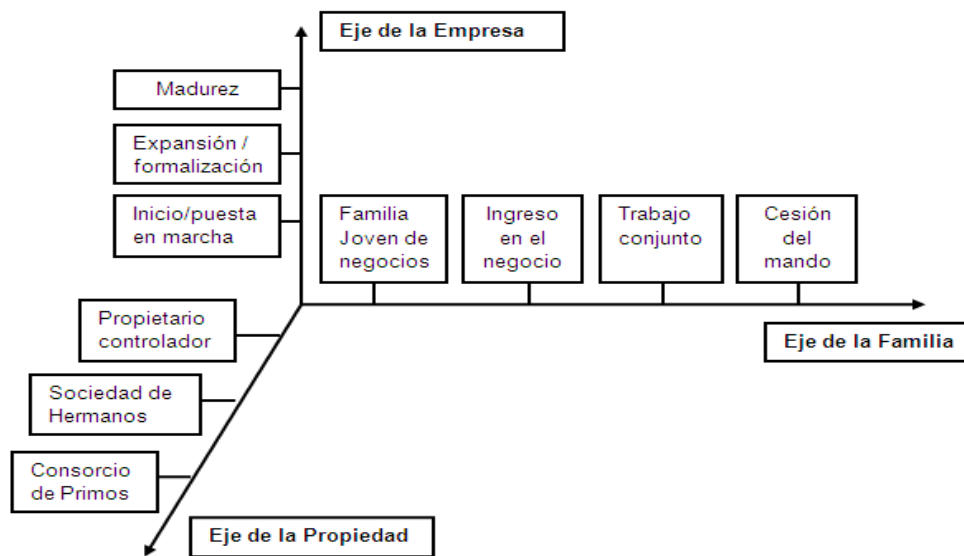 Eje de la Empresa
Madurez
Expansión /
formalización
Inicio/puesta
en marcha
Familia
Joven de
negocios
Ingreso
en el
negocio
Trabajo
conjunto
Cesión
del
mando
Eje de la Familia
Propietario
controlador
Sociedad de
Hermanos
Consorcio
de Primos
Eje de la Propiedad